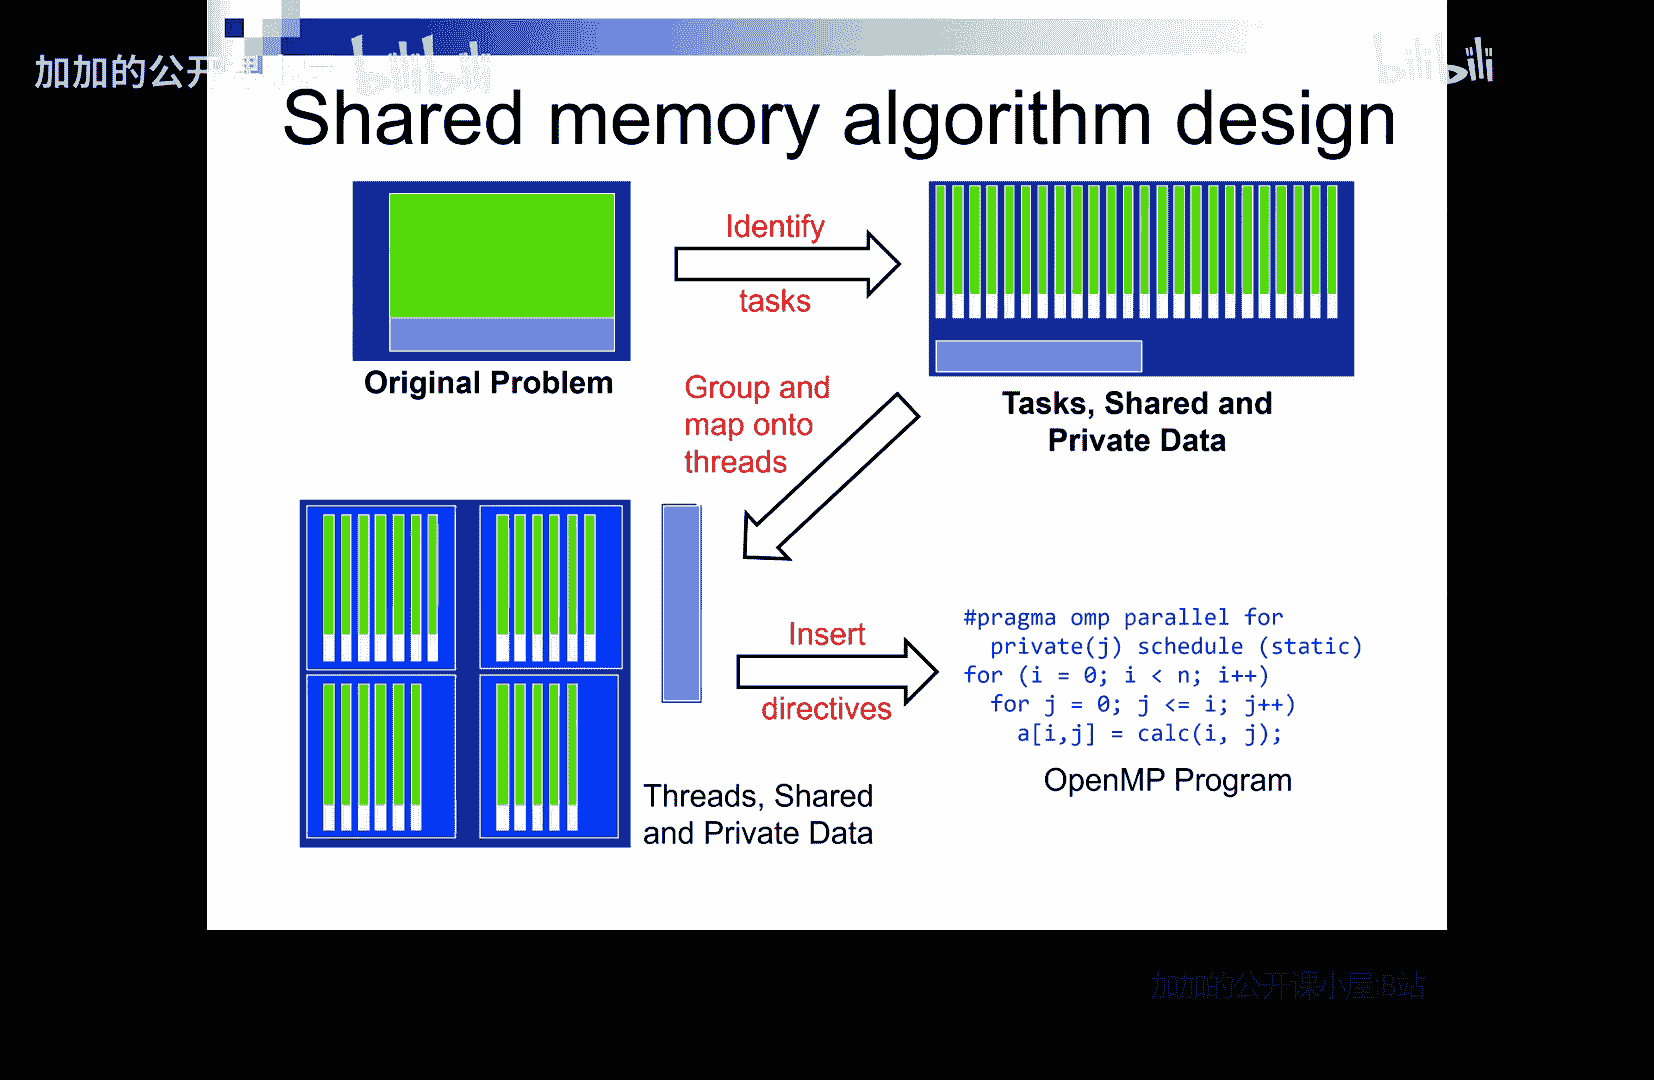 加加的公开
bilibili
bilibili
Shared memory algorithm design
Identify
tasks
Original Problem
Tasks, Shared and
Private Data
Group and
map onto
threads
Insert
directives
#pragma omp parallel for
private(j) schedule (static)
for (i = 0; i < n; i++)
for j = 0; j <= i; j++)
a[i,j] = calc(i, j);
OpenMP Program
Threads, Shared
and Private Data
加加的公开课小屋:B站